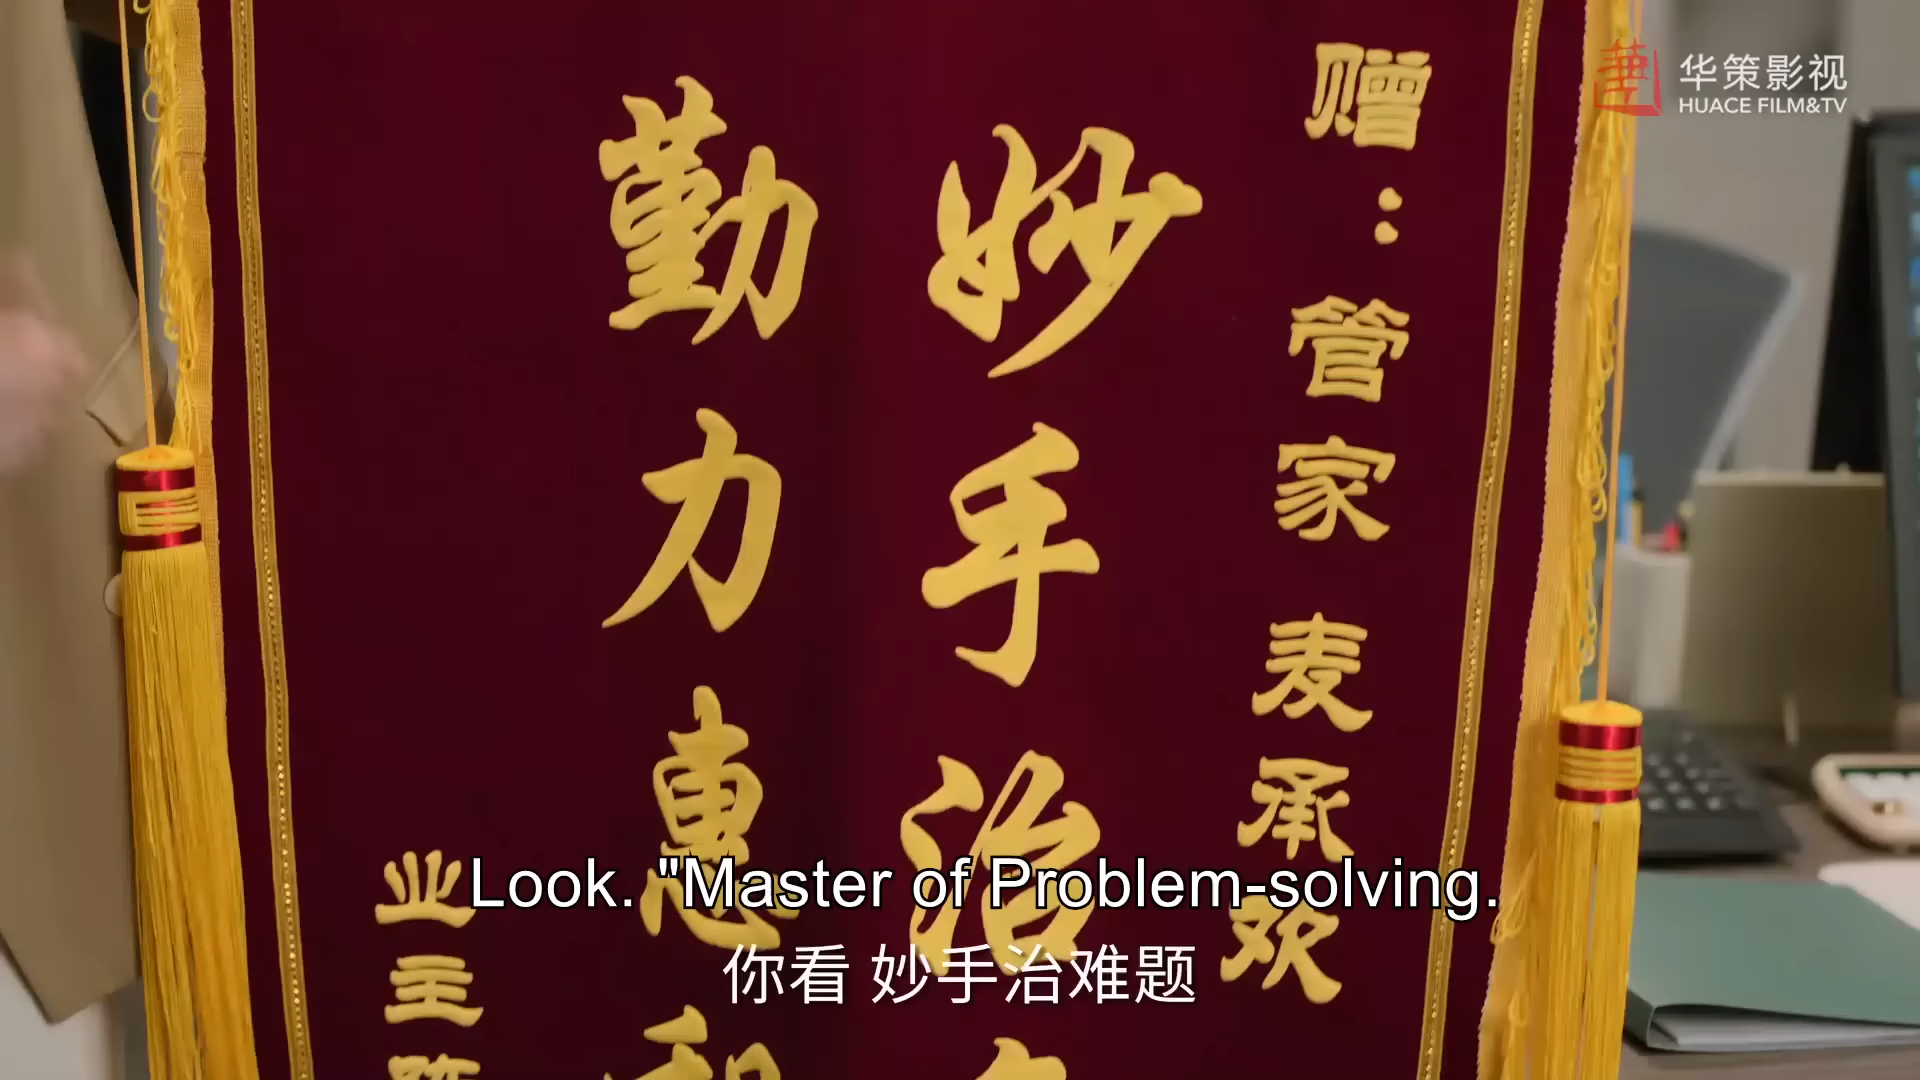 赠：管家 麦承欢
妙手治
勤力惠
业主
华策影视
HUACE FILM&TV
Look. "Master of Problem-solving.
你看 妙手治难题